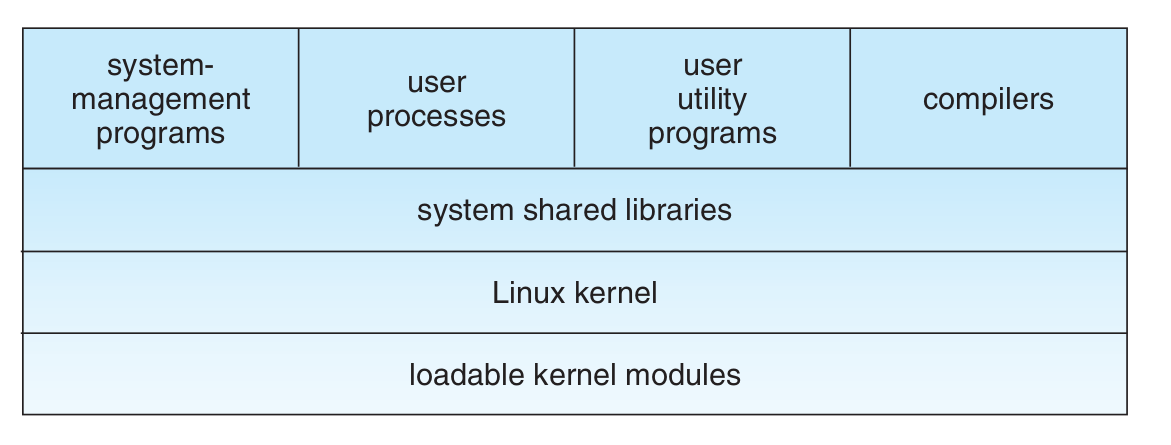 system-
management
programs
user
processes
user
utility
programs
compilers
system shared libraries
Linux kernel
loadable kernel modules